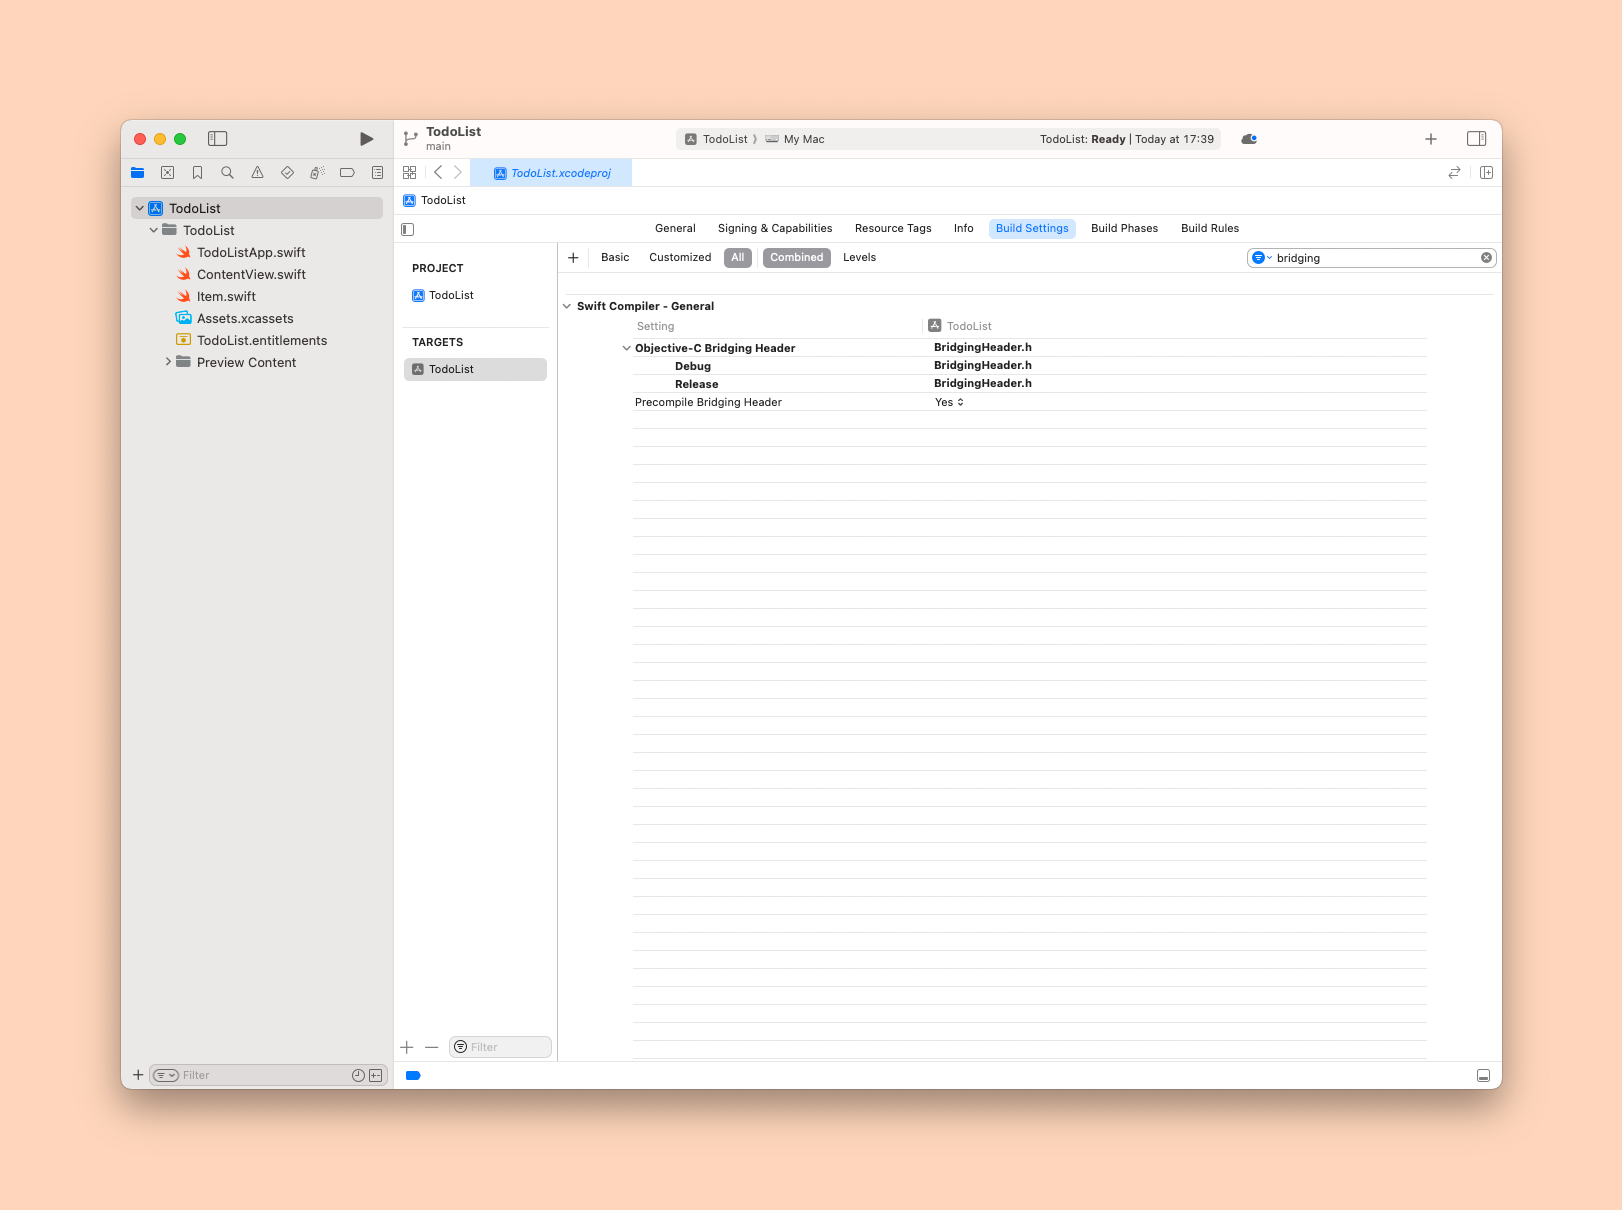 TodoList
main
TodoList
My Mac
TodoList: Ready | Today at 17:39
TodoList.xcodeproj
TodoList
TodoList
TodoListApp.swift
ContentView.swift
Item.swift
Assets.xcassets
TodoList.entitlements
Preview Content
Filter
TodoList
General
Signing & Capabilities
Resource Tags
Info
Build Settings
Build Phases
Build Rules
PROJECT
TodoList
TARGETS
TodoList
Filter
Basic
Customized
All
Combined
Levels
bridging
Swift Compiler - General
Setting
TodoList
Objective-C Bridging Header
BridgingHeader.h
Debug
BridgingHeader.h
Release
BridgingHeader.h
Precompile Bridging Header
Yes